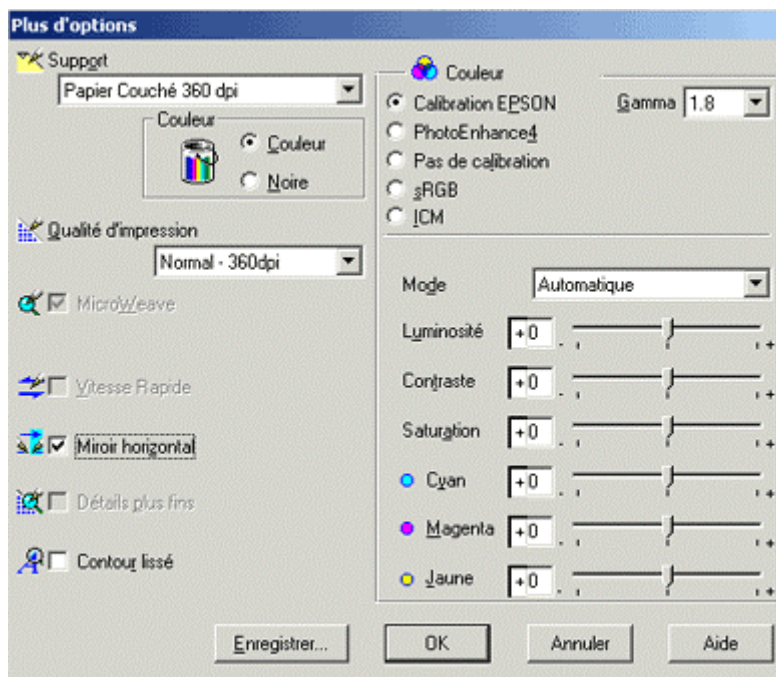 Plus d'options
Support
Papier Couché 360 dpi
Couleur
Couleur
Noire
Qualité d'impression
Normal - 360dpi
MicroWeave
Vitesse Rapide
Miroir horizontal
Détails plus fins
Contour lissé
Couleur
Calibration EPSON
Gamma 1.8
PhotoEnhance4
Pas de calibration
sRGB
ICM
Mode Automatique
Luminosité +0 - +
Contraste +0 - +
Saturation +0 - +
Cyan +0 - +
Magenta +0 - +
Jaune +0 - +
Enregistrer... OK Annuler Aide